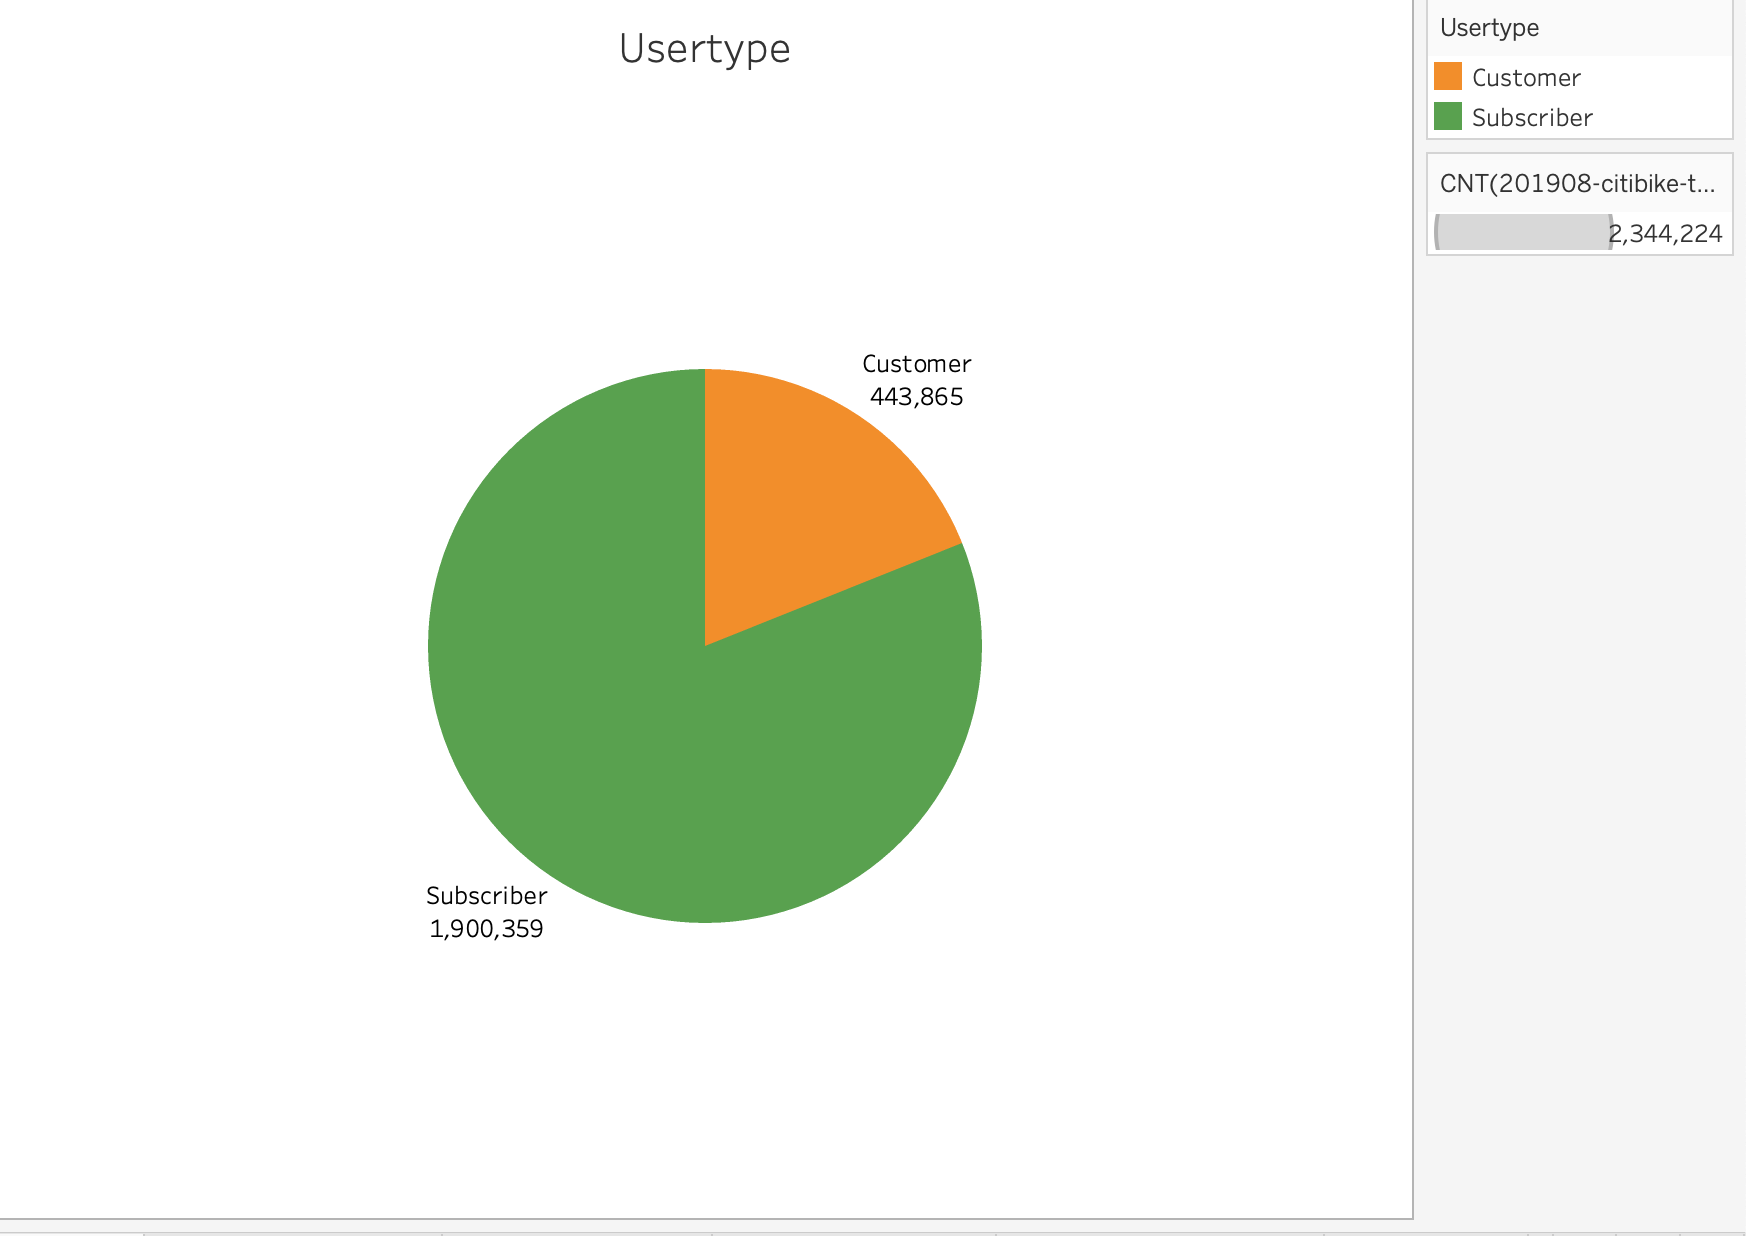 Usertype
Customer
443,865
Subscriber
1,900,359
Usertype
Customer
Subscriber
CNT(201908-citibike-t...
2,344,224